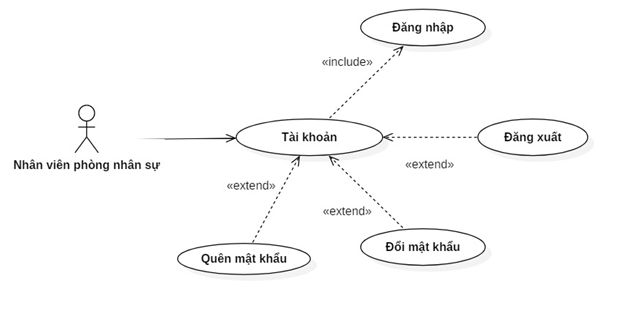 Đăng nhập
«include»
Tài khoản
Đăng xuất
Nhân viên phòng nhân sự
«extend»
«extend»
«extend»
Đổi mật khẩu
Quên mật khẩu